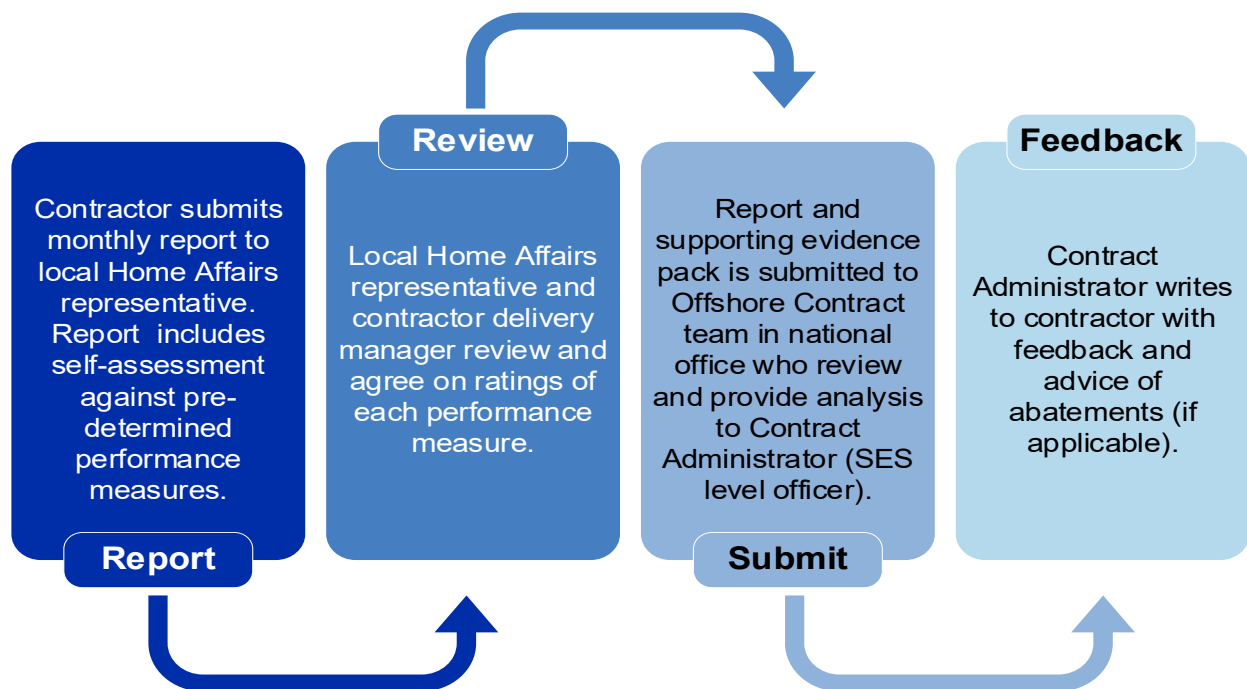 Contractor submits
monthly report to
local Home Affairs
representative.
Report  includes
self-assessment
against pre-
determined
performance
measures.
Report
Review
Local Home Affairs
representative and
contractor delivery
manager review and
agree on ratings of
each performance
measure.
Report and
supporting evidence
pack is submitted to
Offshore Contract
team in national
office who review
and provide analysis
to Contract
Administrator (SES
level officer).
Submit
Feedback
Contract
Administrator writes
to contractor with
feedback and
advice of
abatements (if
applicable).